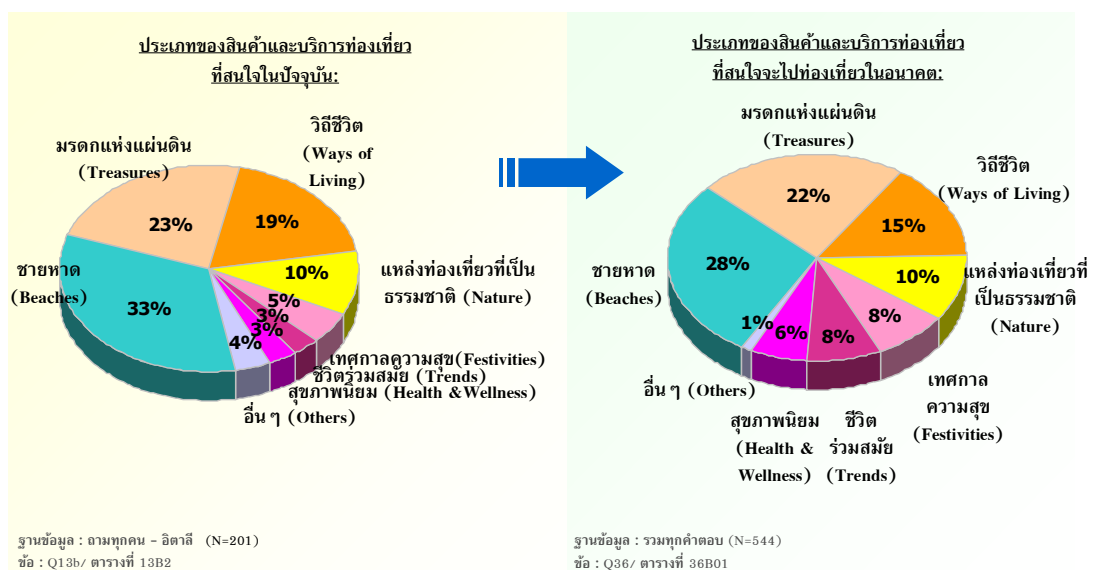 ประเภทของสินค้าและบริการท่องเที่ยว
ที่สนใจในปัจจุบัน:
วิถีชีวิต
(Ways of
Living)
มรดกแห่งแผ่นดิน
(Treasures)
23%
19%
ชายหาด
(Beaches)
33%
10%
แหล่งท่องเที่ยวที่เป็น
ธรรมชาติ (Nature)
5%
3%
3%
4%
เทศกาลความสุข(Festivities)
ชีวิตร่วมสมัย (Trends)
สุขภาพนิยม (Health &Wellness)
อื่น ๆ (Others)
ฐานข้อมูล : ถามทุกคน – อิตาลี (N=201)
ข้อ : Q13b/ ตารางที่ 13B2
ประเภทของสินค้าและบริการท่องเที่ยว
ที่สนใจจะไปท่องเที่ยวในอนาคต:
มรดกแห่งแผ่นดิน
(Treasures)
วิถีชีวิต
(Ways of Living)
22%
15%
ชายหาด
(Beaches)
28%
10%
แหล่งท่องเที่ยวที่
เป็นธรรมชาติ
(Nature)
1%
6%
8%
8%
อื่น ๆ (Others)
สุขภาพนิยม
(Health &
Wellness)
ชีวิต
ร่วมสมัย
(Trends)
เทศกาล
ความสุข
(Festivities)
ฐานข้อมูล : รวมทุกคำตอบ (N=544)
ข้อ : Q36/ ตารางที่ 36B01